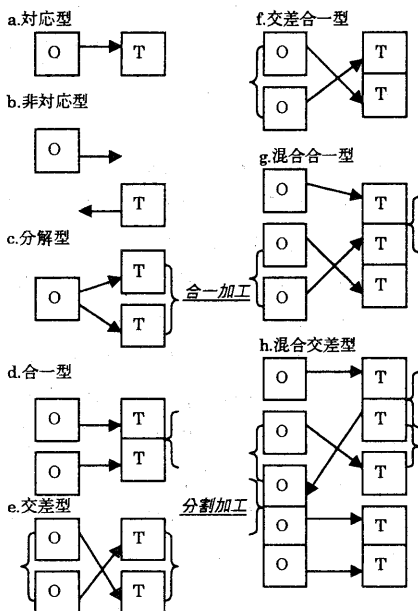 a.対応型
O T
b.非対応型
O
T
c.分解型
O T
T
合一加工
d.合一型
O T
O T
e.交差型
分割加工
O T
O T
f.交差合一型
O T
O T
g.混合合一型
O T
O T
O T
h.混合交差型
O T
O T
O T
O T
O T